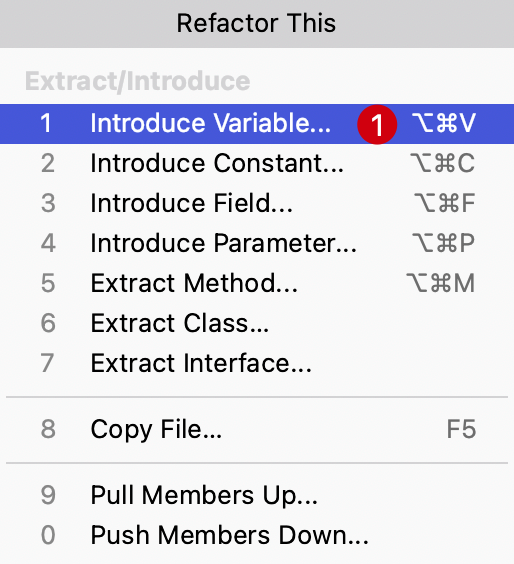 Refactor This
Extract/Introduce
1 Introduce Variable... 1 ⌥⌘V
2 Introduce Constant... ⌥⌘C
3 Introduce Field... ⌥⌘F
4 Introduce Parameter... ⌥⌘P
5 Extract Method... ⌥⌘M
6 Extract Class...
7 Extract Interface...
8 Copy File... F5
9 Pull Members Up...
0 Push Members Down...